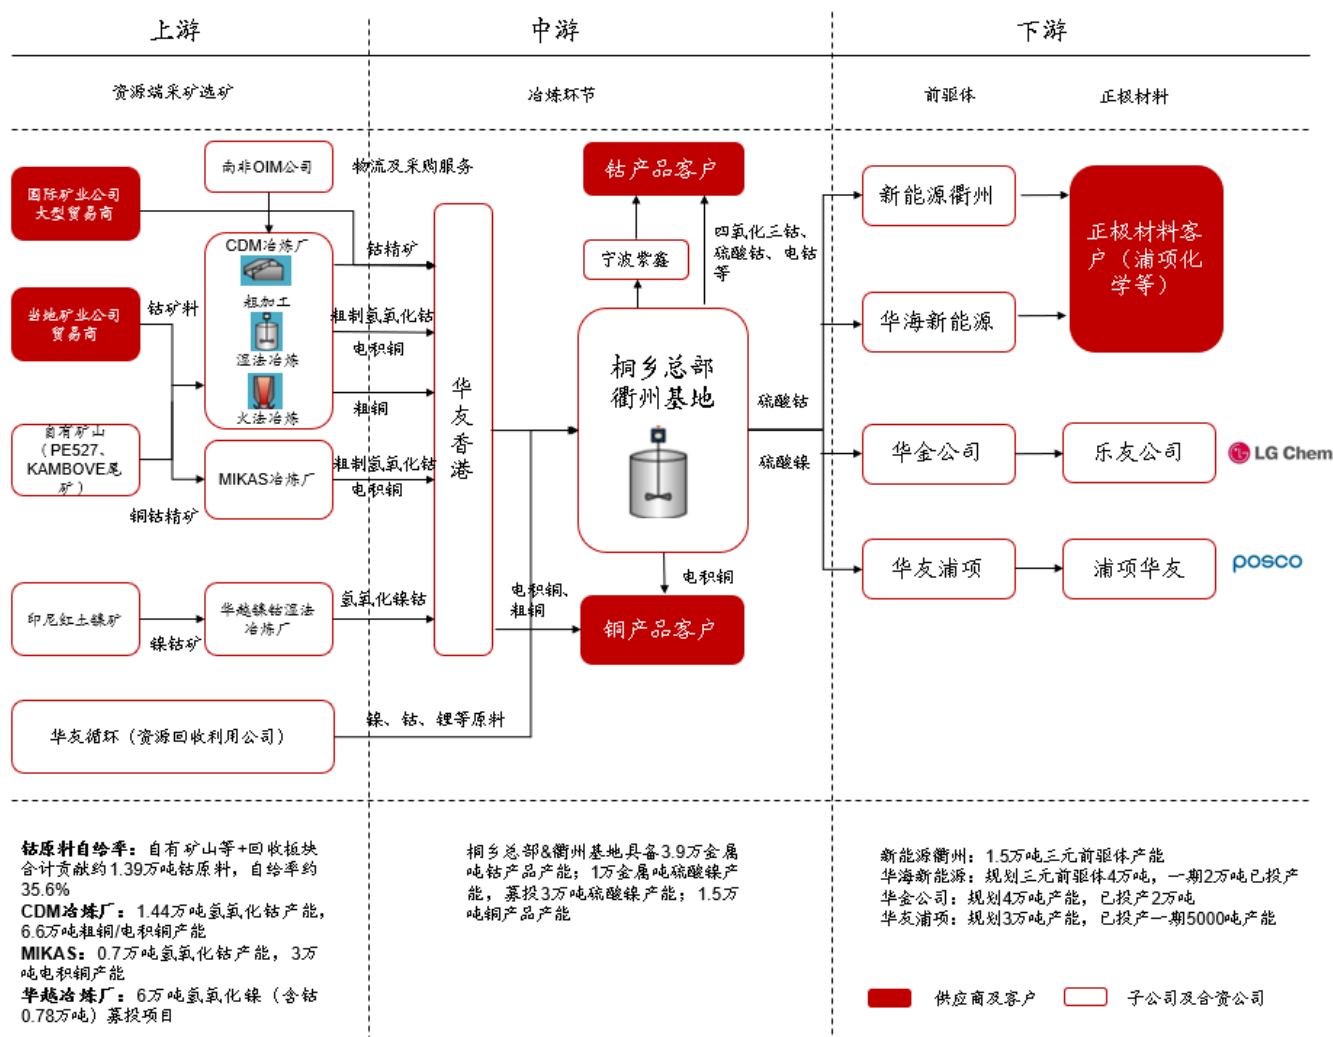 上游
中游
下游
资源端采矿选矿
冶炼环节
前驱体
正极材料
国际矿业公司
大型贸易商
南非OIM公司
物流及采购服务
当地矿业公司
贸易商
钴矿料
CDM冶炼厂
粗加工
湿法冶炼
火法冶炼
钴精矿
粗制氢氧化钴
电积铜
粗铜
自有矿山
（PE527、
KAMBOVE尾
矿）
铜钴精矿
MIKAS冶炼厂
粗制氢氧化钴
电积铜
印尼红土镍矿
镍钴矿
华越镍钴湿法
冶炼厂
氢氧化镍钴
华友循环（资源回收利用公司）
镍、钴、锂等原料
华友香港
钴产品客户
宁波紫鑫
四氧化三钴、
硫酸钴、电钴
等
桐乡总部
衢州基地
电积铜
电积铜、
粗铜
铜产品客户
硫酸钴
硫酸镍
新能源衢州
华海新能源
正极材料客
户（浦项化
学等）
华金公司
乐友公司
LG Chem
华友浦项
浦项华友
posco
钴原料自给率：自有矿山等+回收板块
合计贡献约1.39万吨钴原料，自给率约
35.6%
CDM冶炼厂：1.44万吨氢氧化钴产能，
6.6万吨粗铜/电积铜产能
MIKAS：0.7万吨氢氧化钴产能，3万
吨电积铜产能
华越冶炼厂：6万吨氢氧化镍（含钴
0.78万吨）募投项目
桐乡总部&衢州基地具备3.9万金属
吨钴产品产能；1万金属吨硫酸镍产
能，募投3万吨硫酸镍产能；1.5万
吨铜产品产能
新能源衢州：1.5万吨三元前驱体产能
华海新能源：规划三元前驱体4万吨，一期2万吨已投产
华金公司：规划4万吨产能，已投产2万吨
华友浦项：规划3万吨产能，已投产一期5000吨产能
供应商及客户
子公司及合资公司